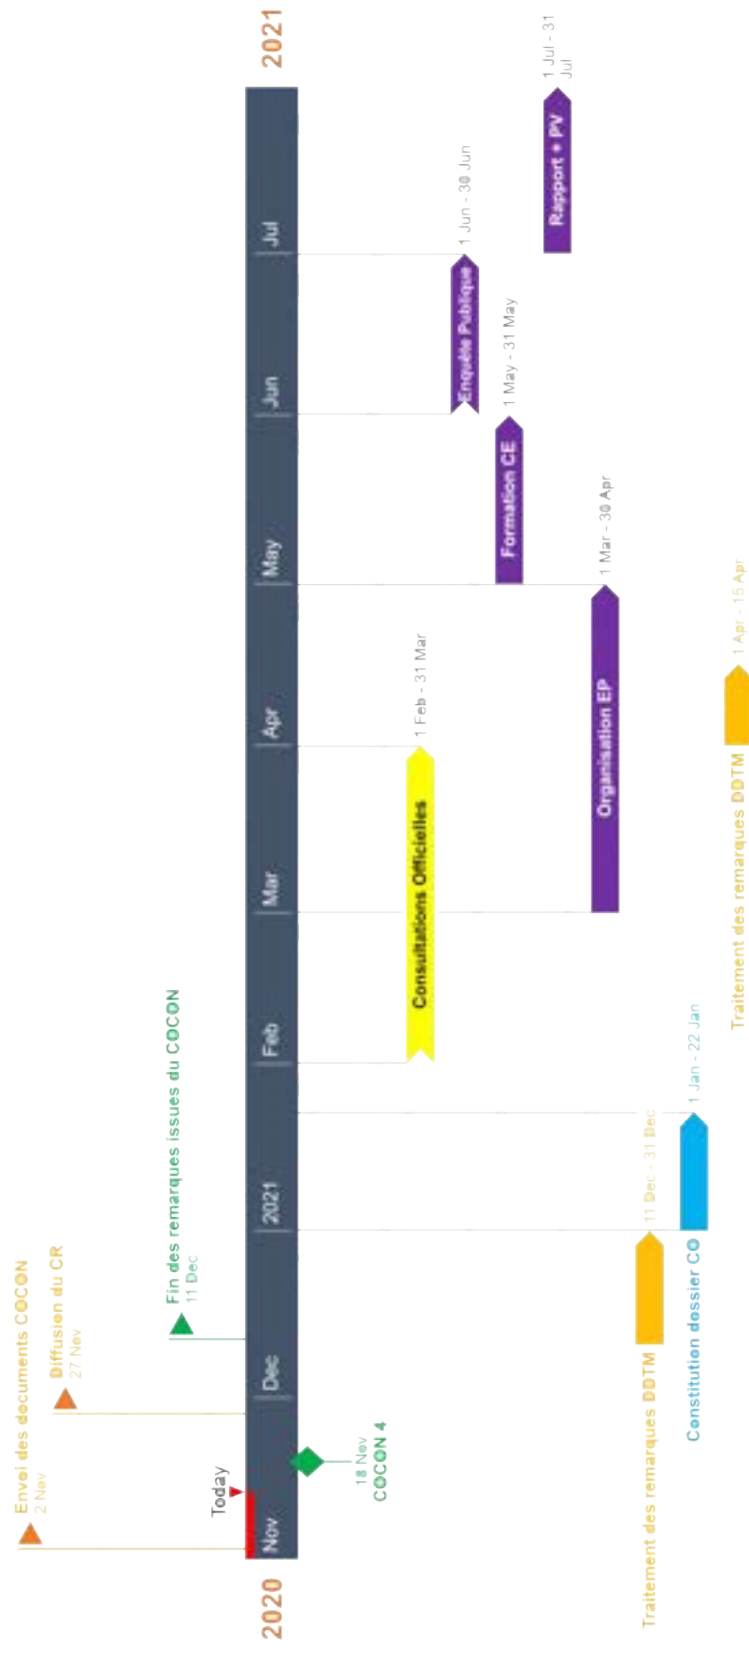 Envoi des documents COCON
2 Nov
Diffusion du CR
27 Nov
Fin des remarques issues du COCON
11 Dec
Today
2020
Nov
Dec
2021
Feb
Mar
Apr
May
Jun
Jul
2021
18 Nov
COCON 4
Consultations Officielles
1 Feb - 31 Mar
Enquête Publique
1 Jun - 30 Jun
Formation CE
1 May - 31 May
Rapport + PV
1 Jul - 31
Jul
Organisation EP
1 Mar - 30 Apr
Traitement des remarques DDTM
11 Dec - 31 Dec
Constitution dossier CO
1 Jan - 22 Jan
Traitement des remarques DDTM
1 Apr - 15 Apr